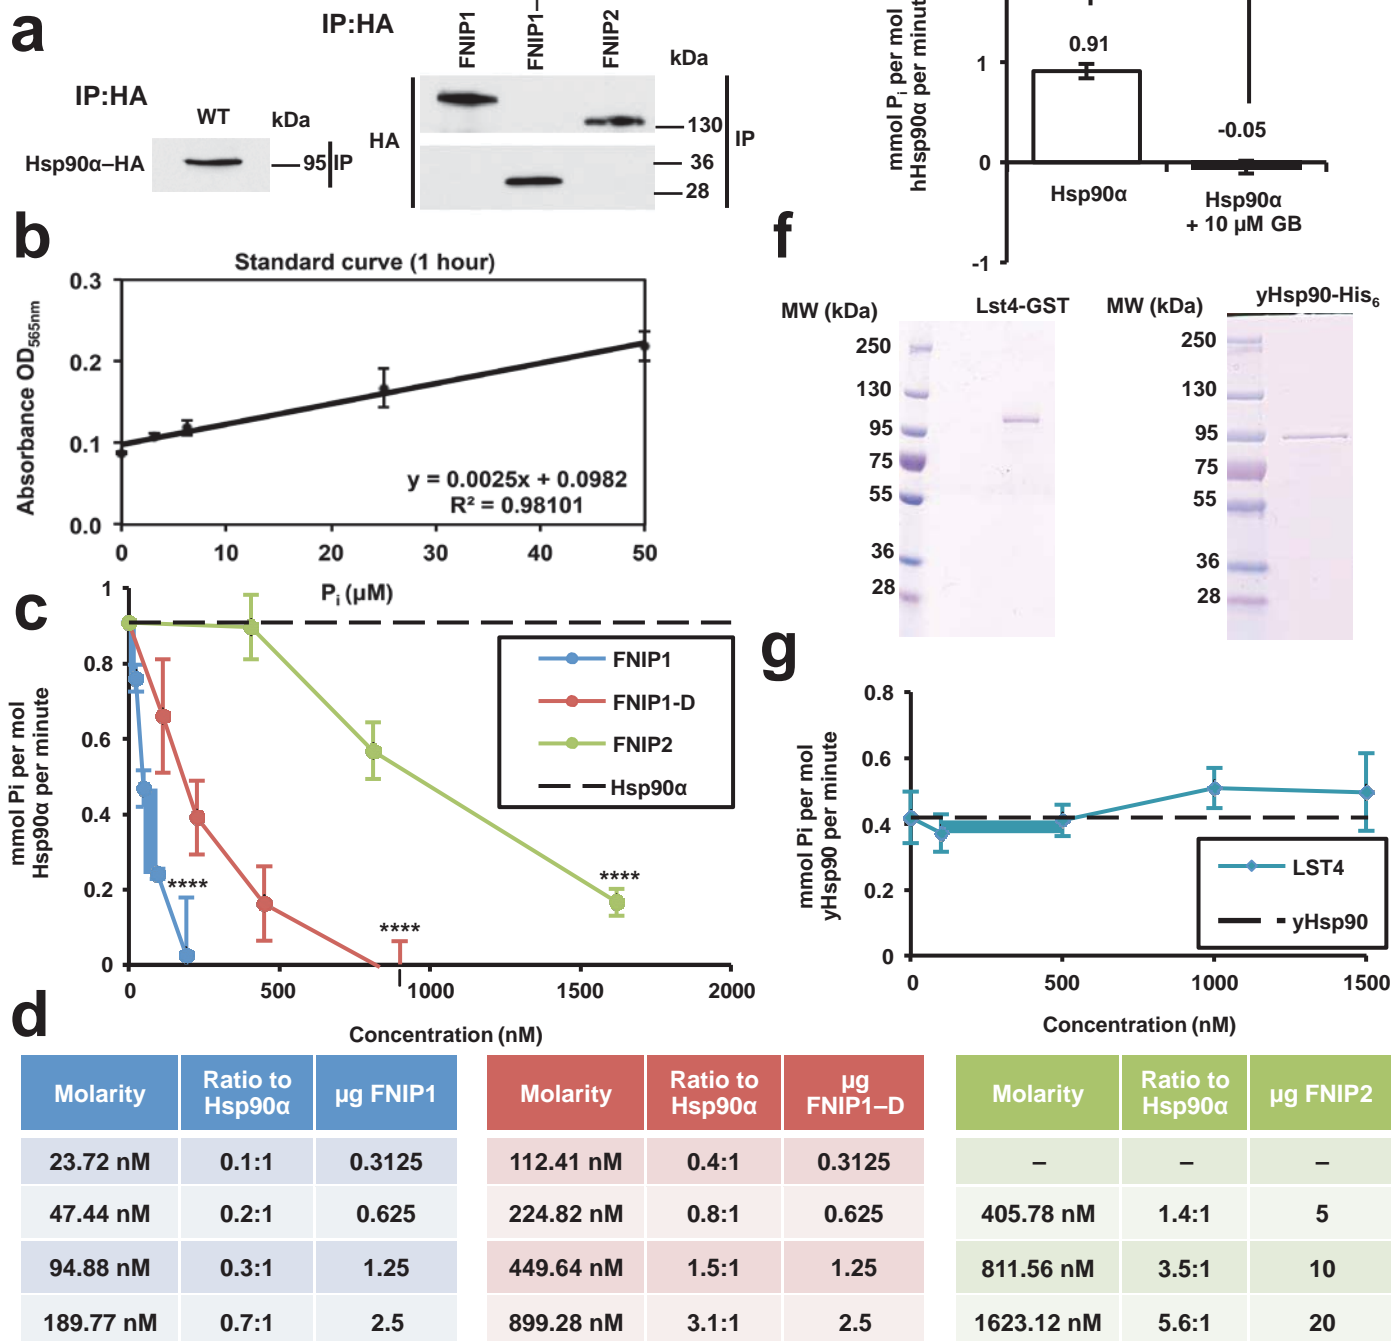 a
IP:HA
WT
kDa
Hsp90α–HA
95
IP
IP:HA
FNIP1
FNIP1–
FNIP2
kDa
HA
130
36
28
IP
mmol Pi per mol
hHsp90α per minute
1
0
-1
0.91
-0.05
Hsp90α
Hsp90α
+ 10 µM GB
b
Standard curve (1 hour)
Absorbance OD565nm
0.3
0.2
0.1
0.0
y = 0.0025x + 0.0982
R² = 0.98101
0 10 20 30 40 50
Pi (µM)
f
MW (kDa)
Lst4-GST
250
130
95
75
55
36
28
MW (kDa)
yHsp90-His6
250
130
95
75
55
36
28
c
mmol Pi per mol
Hsp90α per minute
1
0.8
0.6
0.4
0.2
0
FNIP1
FNIP1-D
FNIP2
Hsp90α
****
****
****
0 500 1000 1500 2000
Concentration (nM)
g
mmol Pi per mol
yHsp90 per minute
0.8
0.6
0.4
0.2
0
LST4
yHsp90
0 500 1000 1500
Concentration (nM)
d
Molarity Ratio to Hsp90α µg FNIP1
23.72 nM 0.1:1 0.3125
47.44 nM 0.2:1 0.625
94.88 nM 0.3:1 1.25
189.77 nM 0.7:1 2.5
Molarity Ratio to Hsp90α µg FNIP1–D
112.41 nM 0.4:1 0.3125
224.82 nM 0.8:1 0.625
449.64 nM 1.5:1 1.25
899.28 nM 3.1:1 2.5
Molarity Ratio to Hsp90α µg FNIP2
– – –
405.78 nM 1.4:1 5
811.56 nM 3.5:1 10
1623.12 nM 5.6:1 20